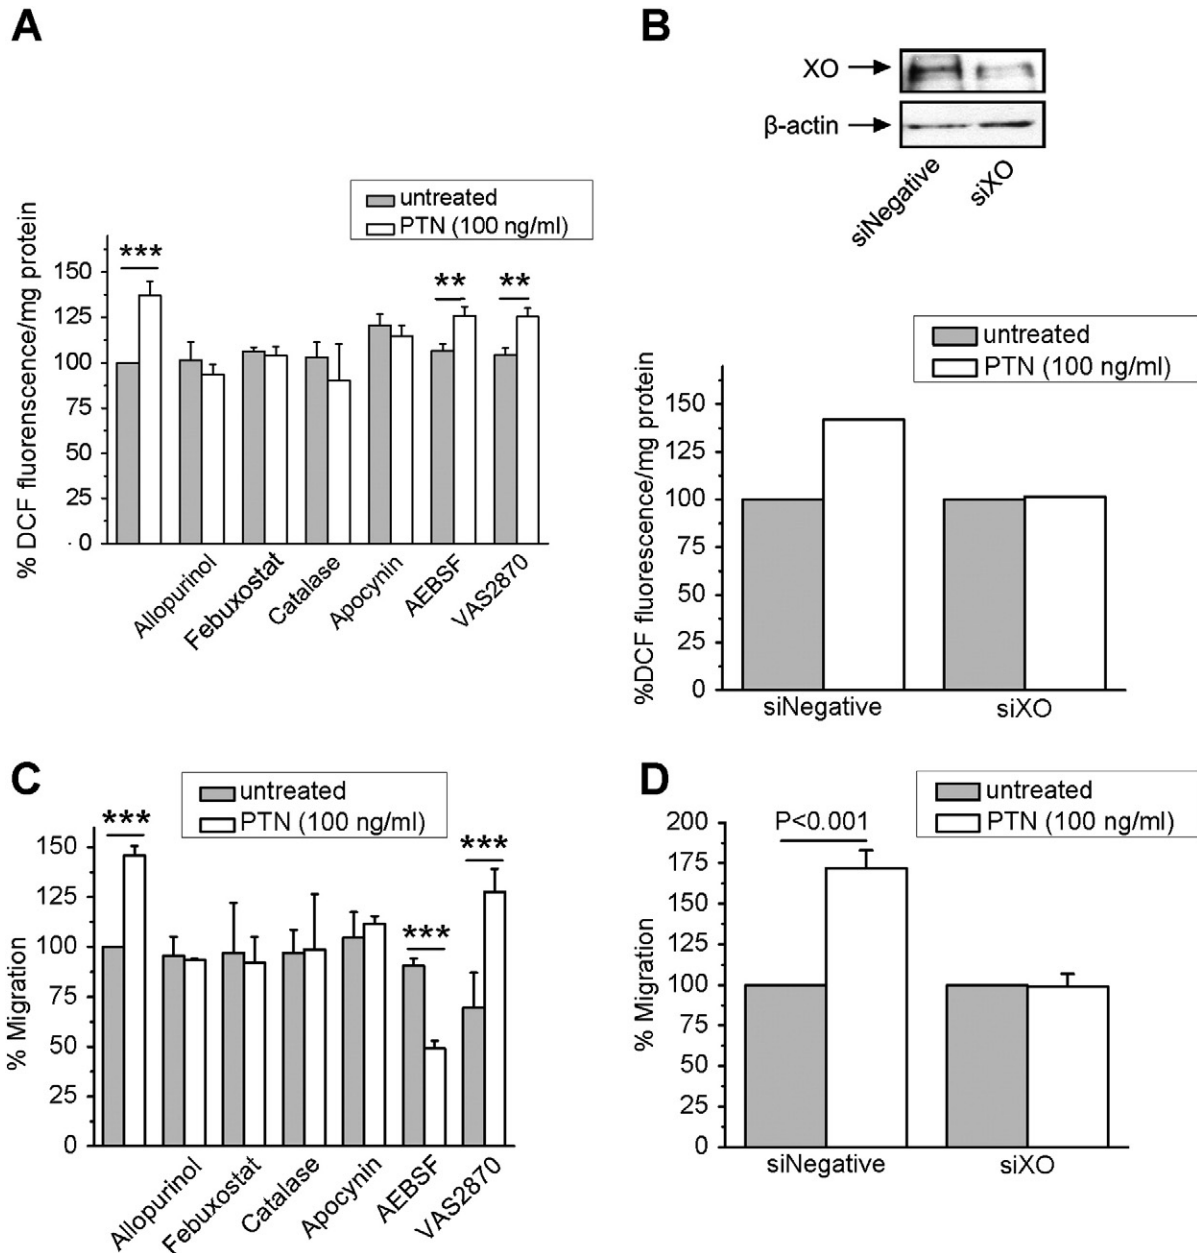 A
untreated
PTN (100 ng/ml)
% DCF fluorenscence/mg protein
150
125
100
75
50
25
0
***
**
**
Allopurinol
Febuxostat
Catalase
Apocynin
AEBSF
VAS2870
B
XO
β-actin
siNegative
siXO
untreated
PTN (100 ng/ml)
%DCF fluorescence/mg protein
150
125
100
75
50
25
0
siNegative
siXO
C
untreated
PTN (100 ng/ml)
% Migration
150
125
100
75
50
25
0
***
***
***
Allopurinol
Febuxostat
Catalase
Apocynin
AEBSF
VAS2870
D
untreated
PTN (100 ng/ml)
P<0.001
% Migration
200
175
150
125
100
75
50
25
0
siNegative
siXO